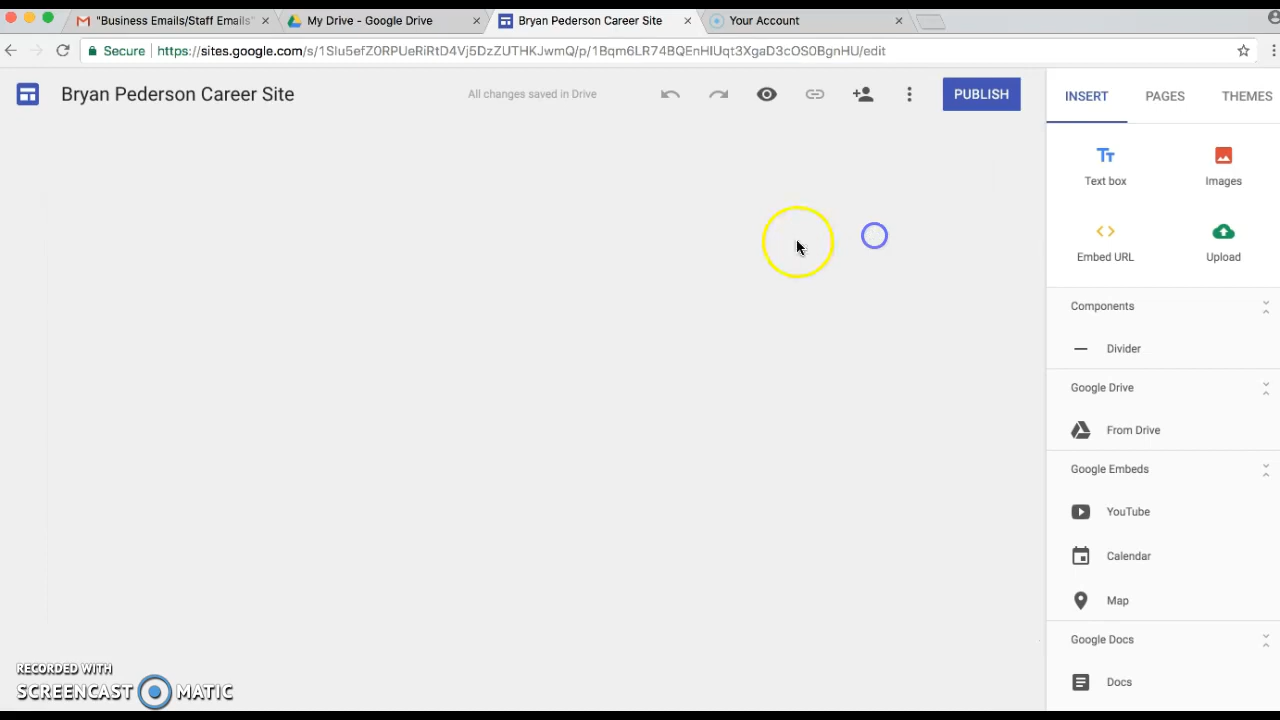 "Business Emails/Staff Emails"
My Drive - Google Drive
Bryan Pederson Career Site
Your Account
Secure https://sites.google.com/s/1Slu5efZ0RPUeRiRtD4Vj5DzZUTHKJwmQ/p/1Bqm6LR74BQEnHIUqt3XgaD3cOS0BgnHU/edit
Bryan Pederson Career Site
All changes saved in Drive
PUBLISH
INSERT
PAGES
THEMES
Text box
Images
Embed URL
Upload
Components
Divider
Google Drive
From Drive
Google Embeds
YouTube
Calendar
Map
Google Docs
Docs
RECORDED WITH
SCREENCAST MATIC